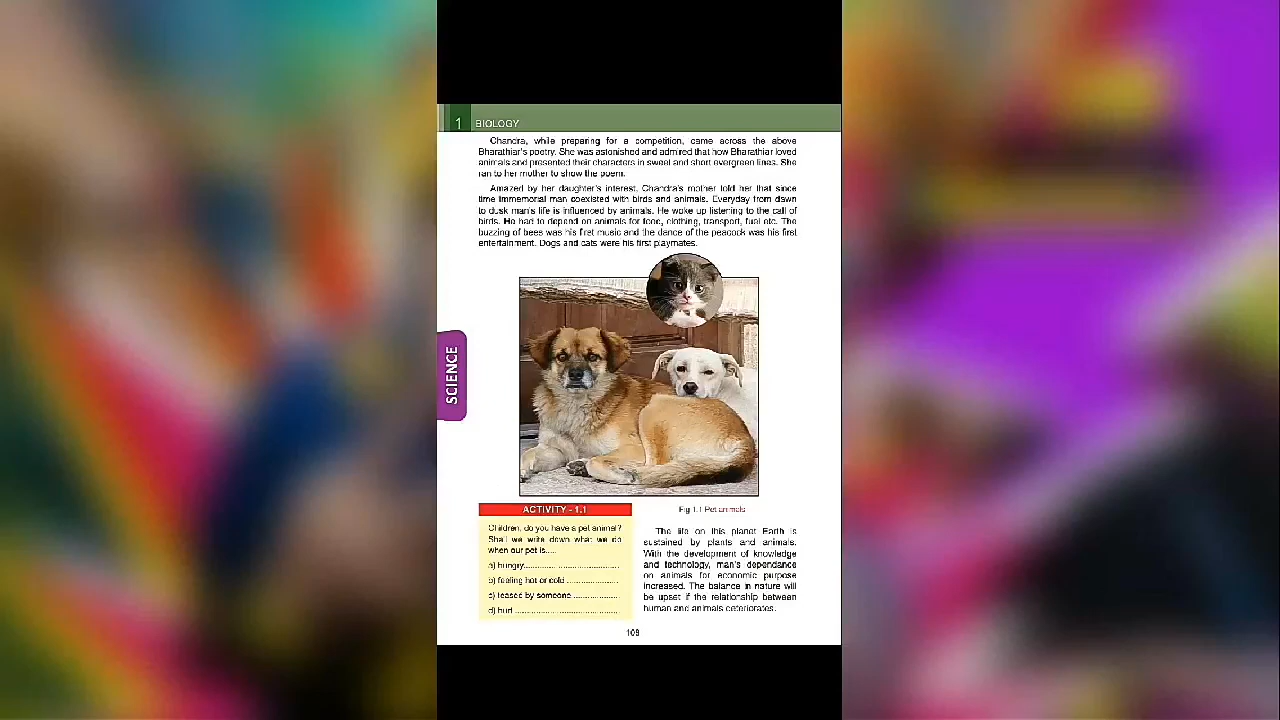 1 BIOLOGY
Chandra, while preparing for a competition, came across the above
Bharathiar's poetry. She was astonished and admired that how Bharathiar loved
animals and presented their characters in sweet and short evergreen lines. She
ran to her mother to show the poem.
Amazed by her daughter's interest, Chandra's mother told her that since
time immemorial man coexisted with birds and animals. Everyday from dawn
to dusk man's life is influenced by animals. He woke up listening to the call of
birds. He had to depend on animals for food, clothing, transport, fuel etc. The
buzzing of bees was his first music and the dance of the peacock was his first
entertainment. Dogs and cats were his first playmates.
SCIENCE
ACTIVITY - 1.1
Children, do you have a pet animal?
Shall we write down what we do
when our pet is.....
a) hungry......................................
b) feeling hot or cold .....................
c) teased by someone ..................
d) hurt ..........................................
Fig 1.1 Pet animals
The life on this planet Earth is
sustained by plants and animals.
With the development of knowledge
and technology, man's dependance
on animals for economic purpose
increased. The balance in nature will
be upset if the relationship between
human and animals deteriorates.